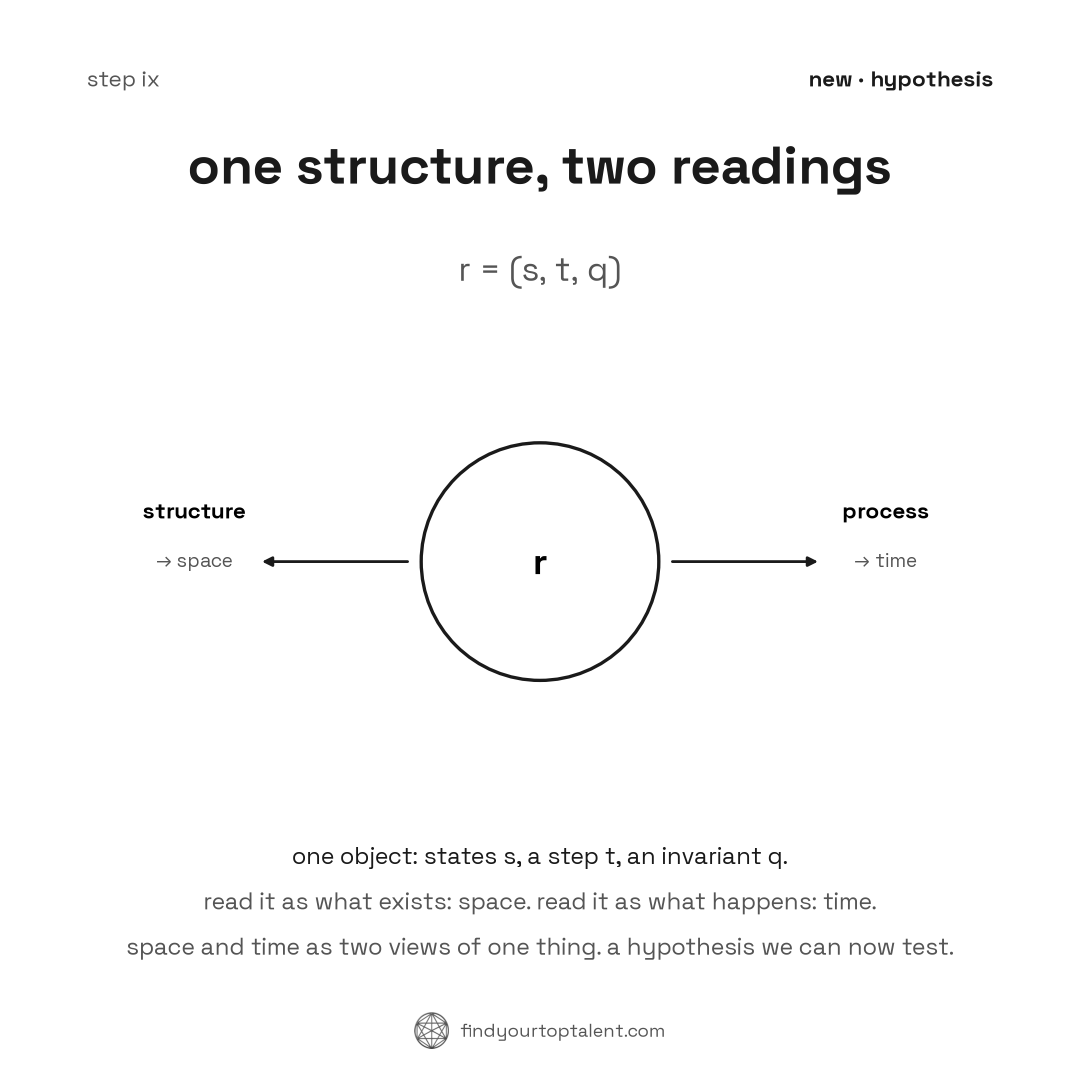 step ix
new · hypothesis
one structure, two readings
r = (s, t, q)
structure
process
→ space
r
→ time
one object: states s, a step t, an invariant q.
read it as what exists: space. read it as what happens: time.
space and time as two views of one thing. a hypothesis we can now test.
findyourtoptalent.com